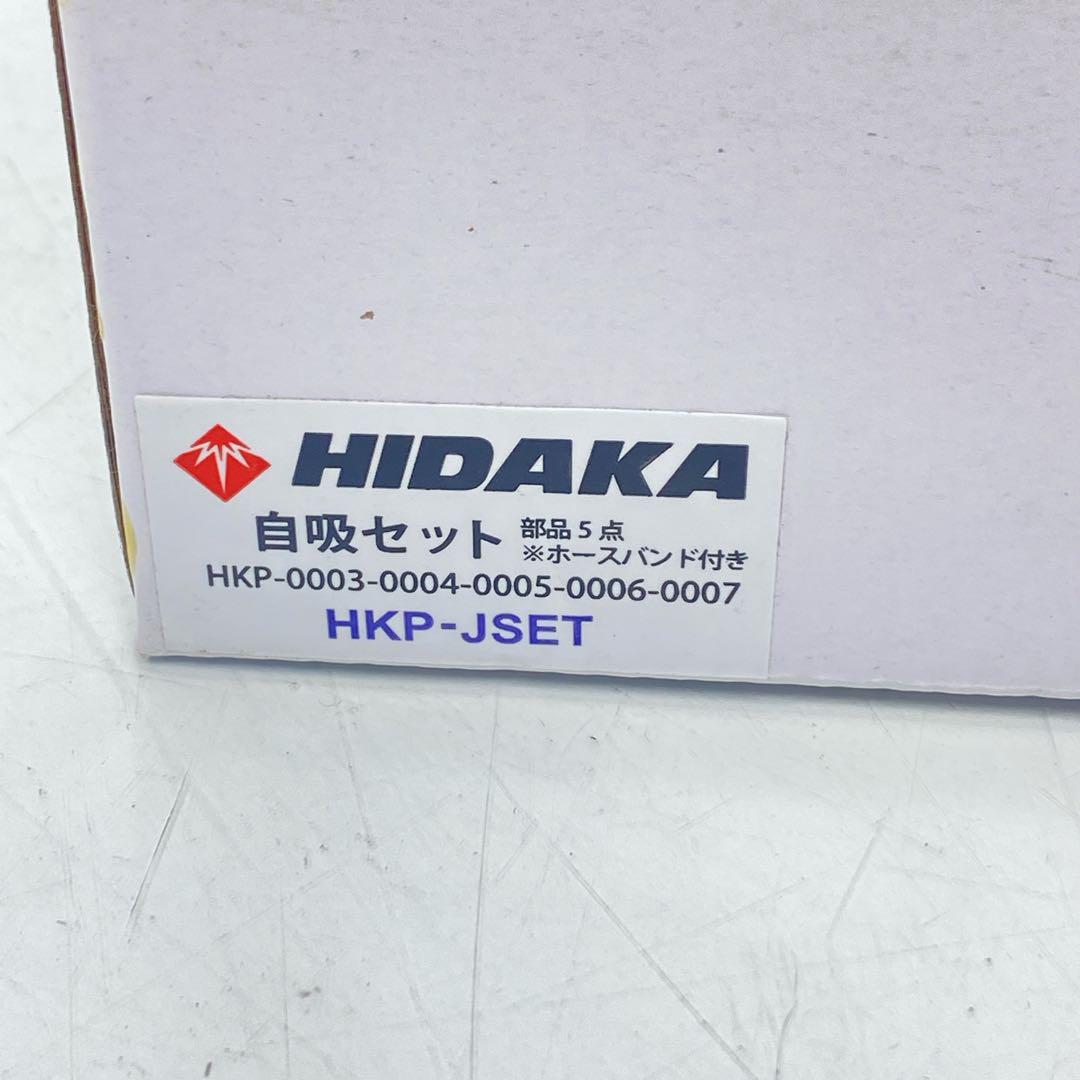 HIDAKA
自吸セット 部品5点
※ホースバンド付き
HKP-0003-0004-0005-0006-0007
HKP-JSET